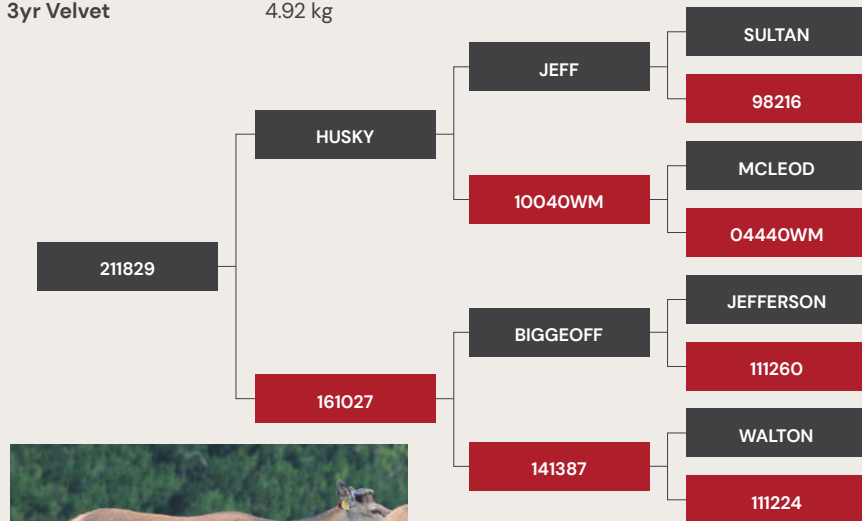 3yr Velvet 4.92 kg
SULTAN
JEFF
98216
HUSKY
MCLEOD
10040WM
04440WM
211829
JEFFERSON
BIGGEOFF
111260
161027
WALTON
141387
111224